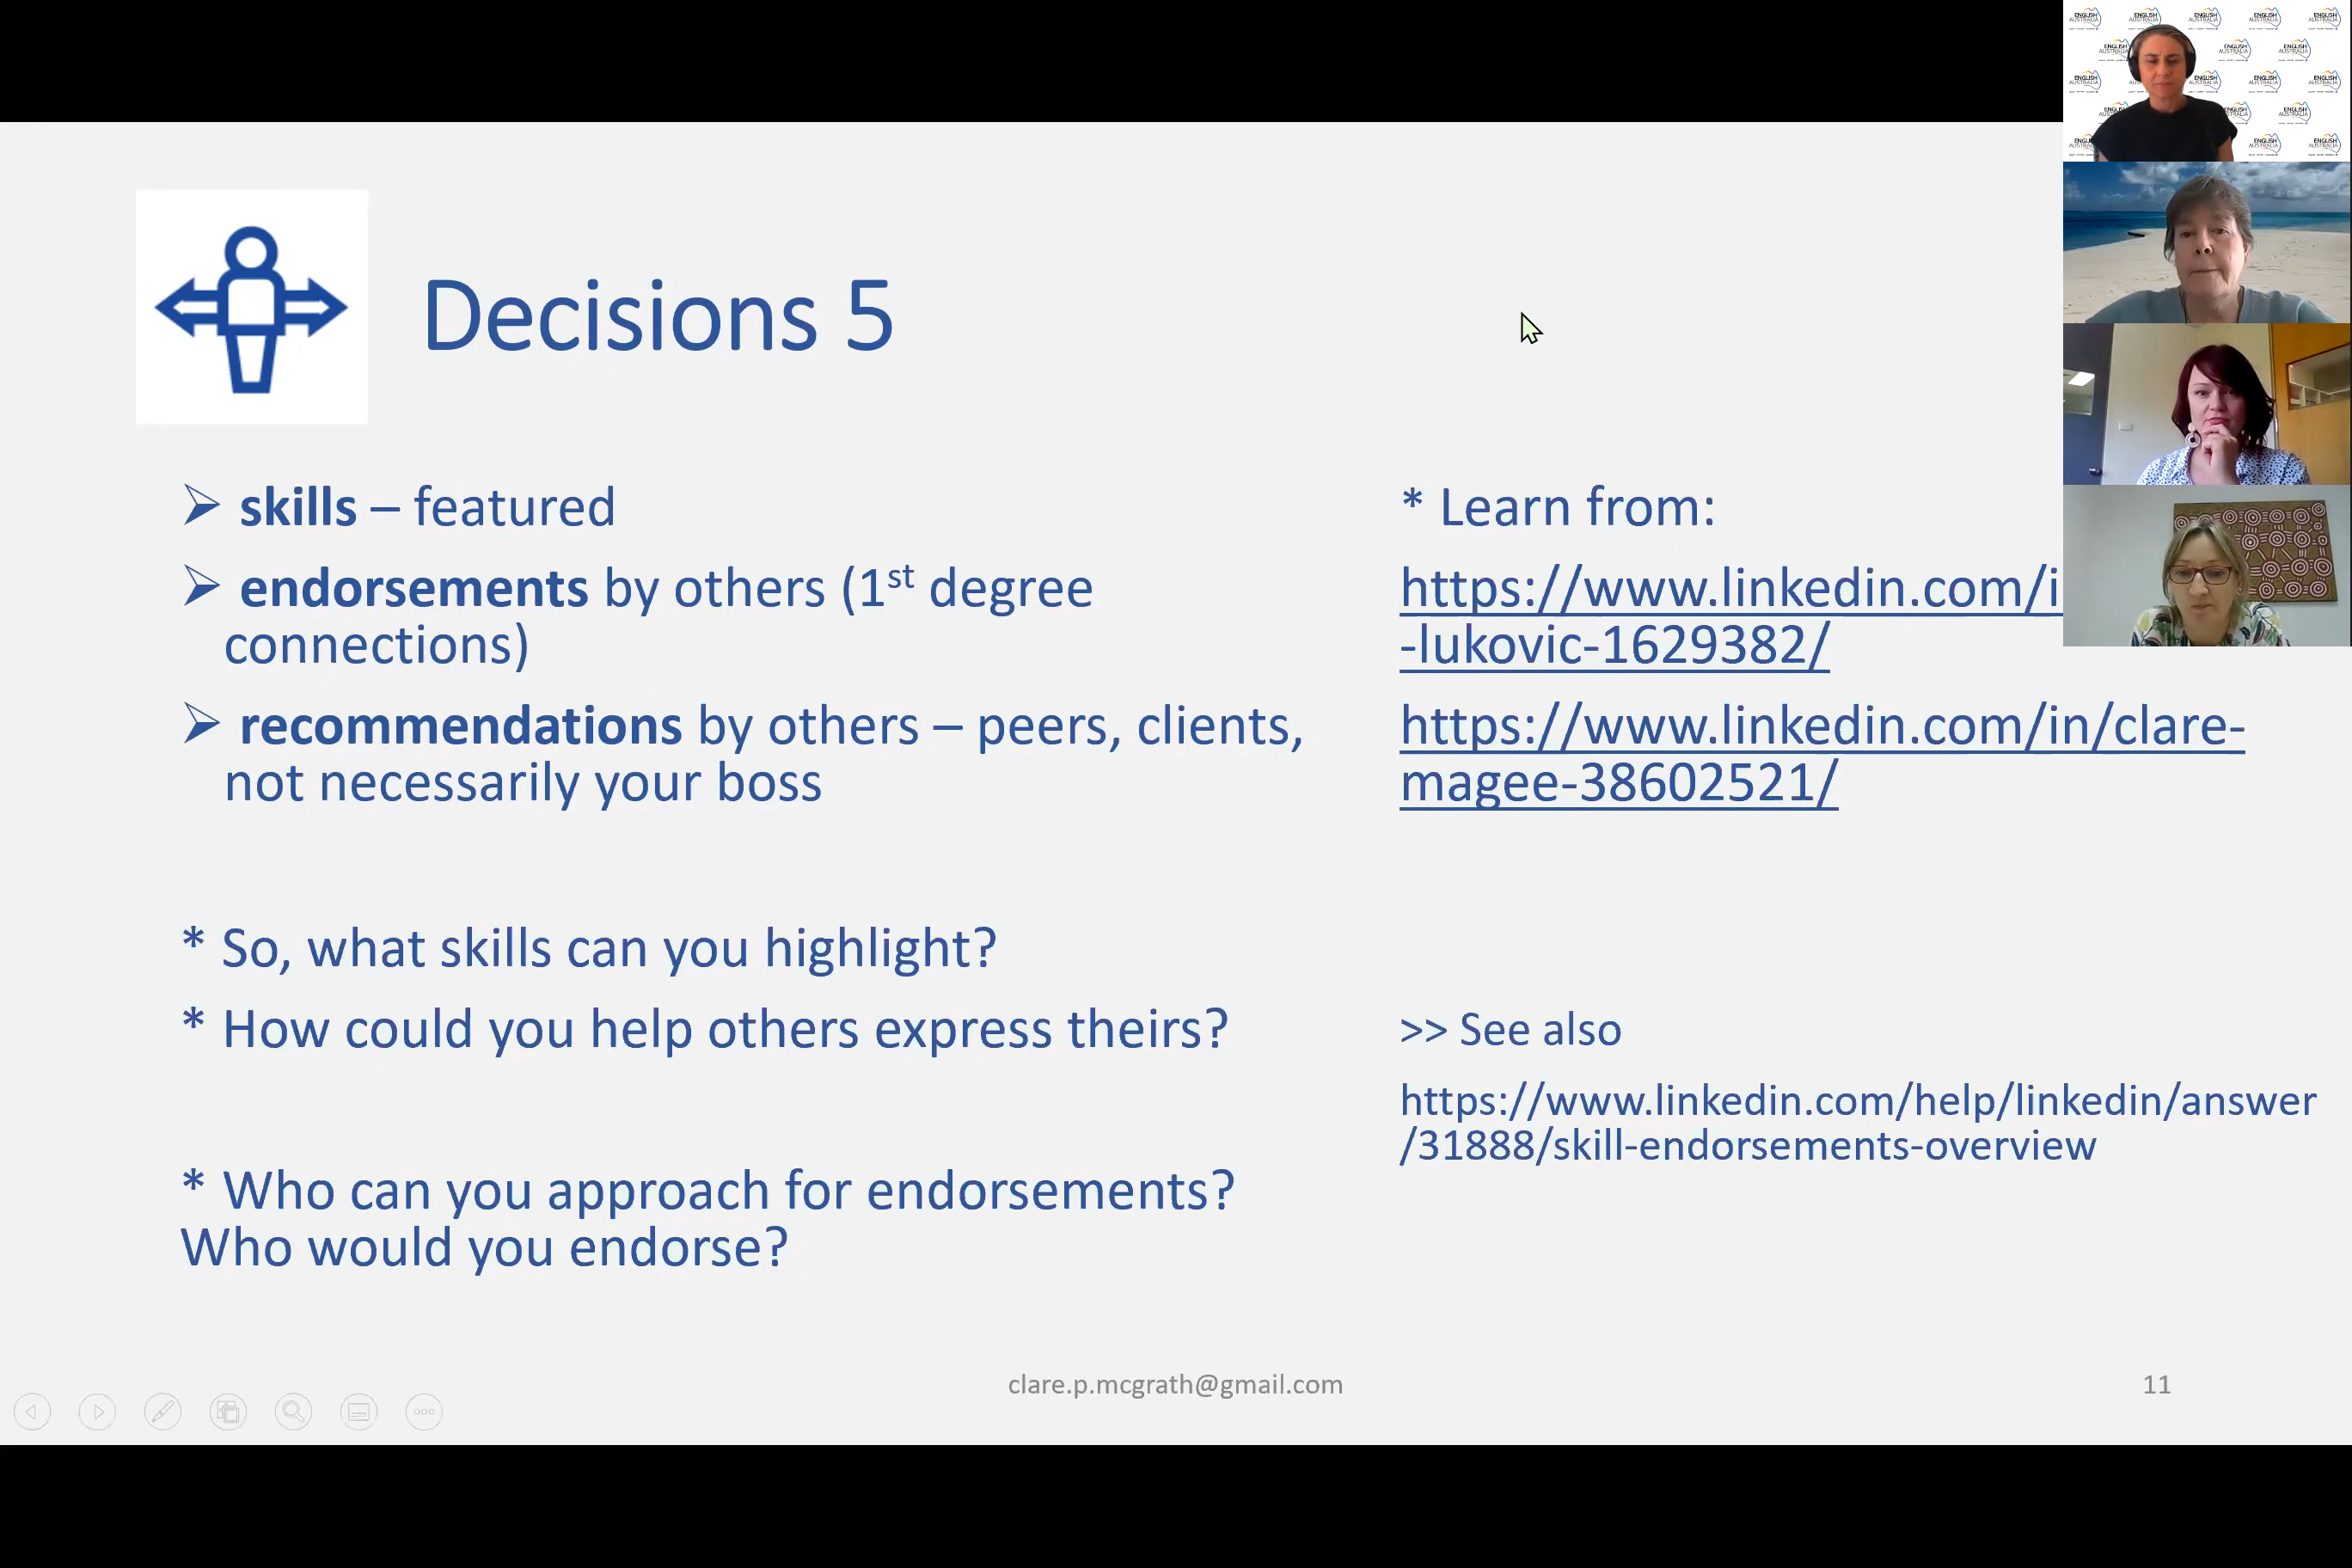 Decisions 5
➢ skills – featured
➢ endorsements by others (1st degree
connections)
➢ recommendations by others – peers, clients,
not necessarily your boss
* So, what skills can you highlight?
* How could you help others express theirs?
* Who can you approach for endorsements?
Who would you endorse?
* Learn from:
https://www.linkedin.com/i
-lukovic-1629382/
https://www.linkedin.com/in/clare-
magee-38602521/
>> See also
https://www.linkedin.com/help/linkedin/answer
/31888/skill-endorsements-overview
clare.p.mcgrath@gmail.com
11
ENGLISH
AUSTRALIA